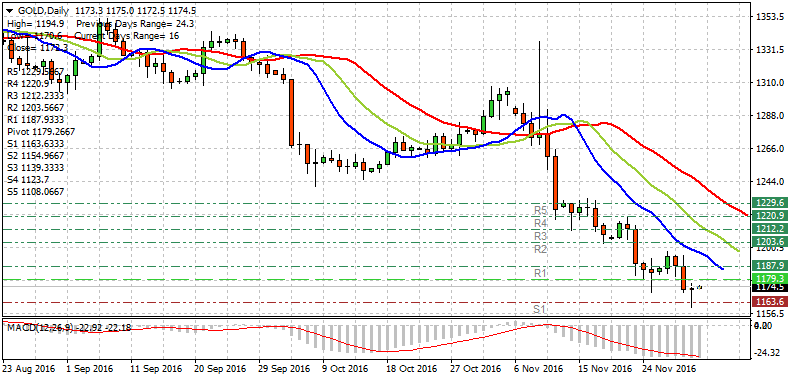 GOLD,Daily 1173.3 1175.0 1172.5 1174.5
High= 1194.9 Previous Days Range= 24.3
Low= 1170.6 Current Days Range= 16
Close= 1173.3
R5 1229.5667
R4 1220.9
R3 1212.2333
R2 1203.5667
R1 1187.9333
Pivot 1179.2667
S1 1163.6333
S2 1154.9667
S3 1139.3333
S4 1123.7
S5 1108.0667
R5
R4
R3
R2
R1
S1
1353.5
1331.5
1310.0
1288.0
1266.0
1244.0
1229.6
1220.9
1212.2
1203.6
1187.9
1179.3
1174.5
1163.6
1156.5
MACD(12,26,9) -22.92 -22.18
-24.32
23 Aug 2016 1 Sep 2016 11 Sep 2016 20 Sep 2016 29 Sep 2016 9 Oct 2016 18 Oct 2016 27 Oct 2016 6 Nov 2016 15 Nov 2016 24 Nov 2016